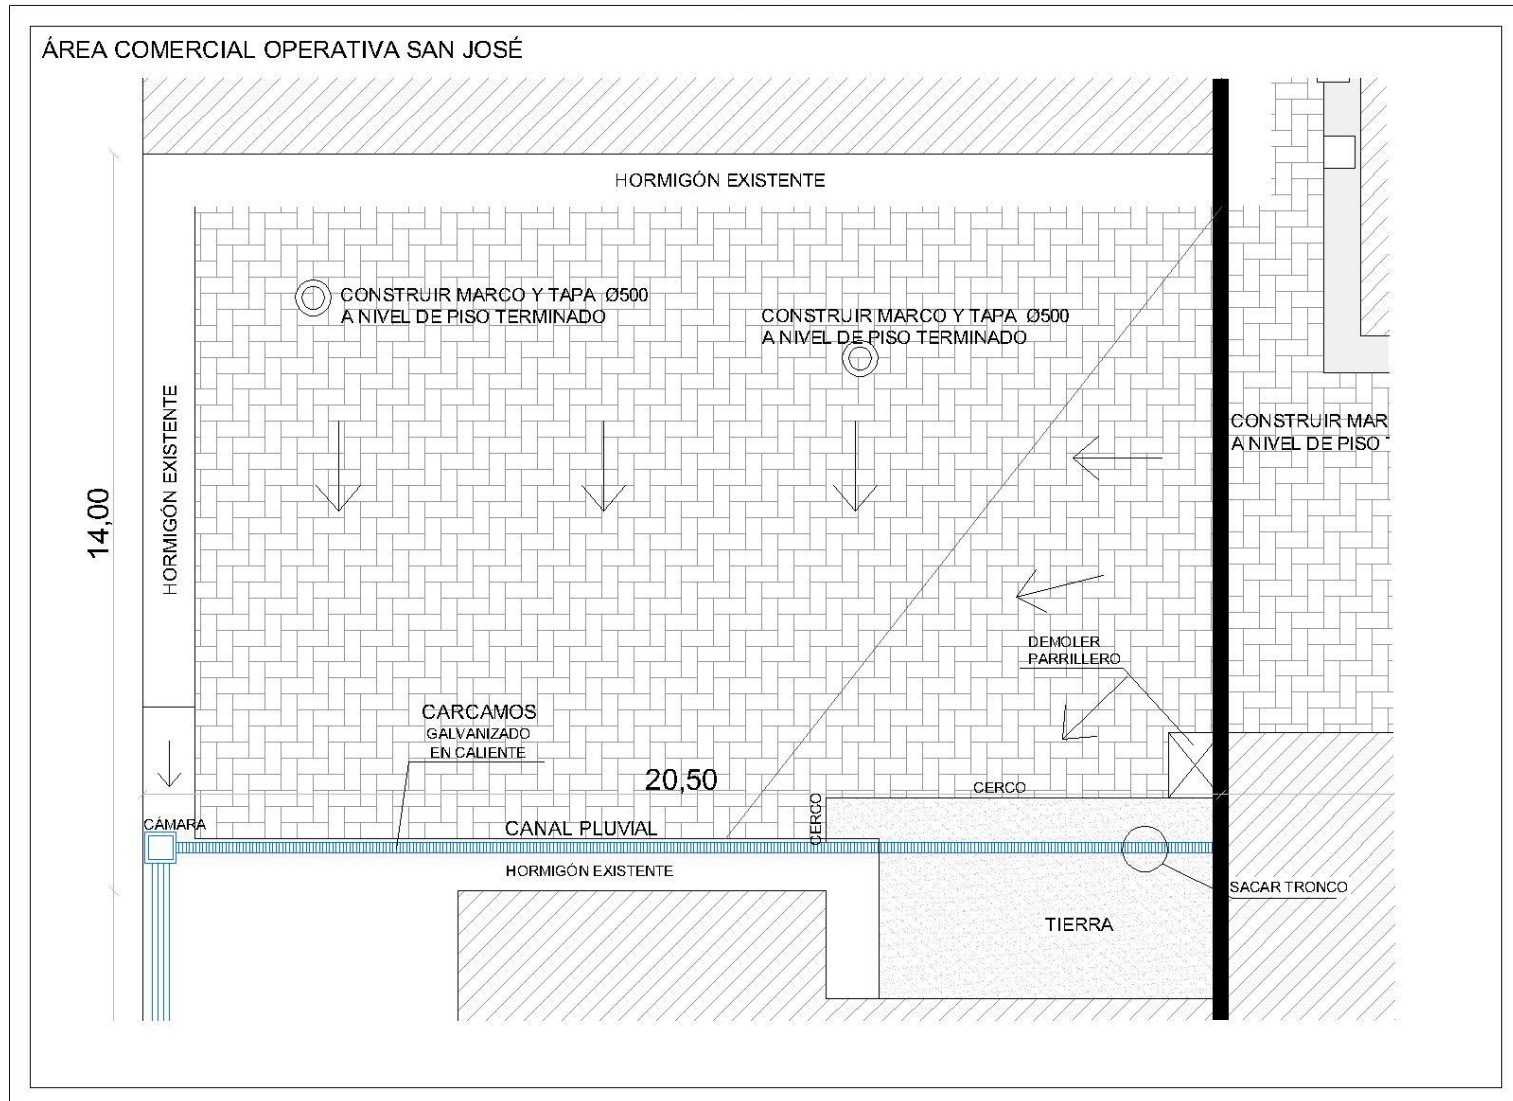 ÁREA COMERCIAL OPERATIVA SAN JOSÉ
HORMIGÓN EXISTENTE
CONSTRUIR MARCO Y TAPA Ø500
A NIVEL DE PISO TERMINADO
CONSTRUIR MARCO Y TAPA Ø500
A NIVEL DE PISO TERMINADO
HORMIGÓN EXISTENTE
CONSTRUIR MAR
A NIVEL DE PISO
14,00
DEMOLER
PARRILLERO
CARCAMOS
GALVANIZADO
EN CALIENTE
20,50
CERCO
CERCO
CÁMARA
CANAL PLUVIAL
HORMIGÓN EXISTENTE
SACAR TRONCO
TIERRA